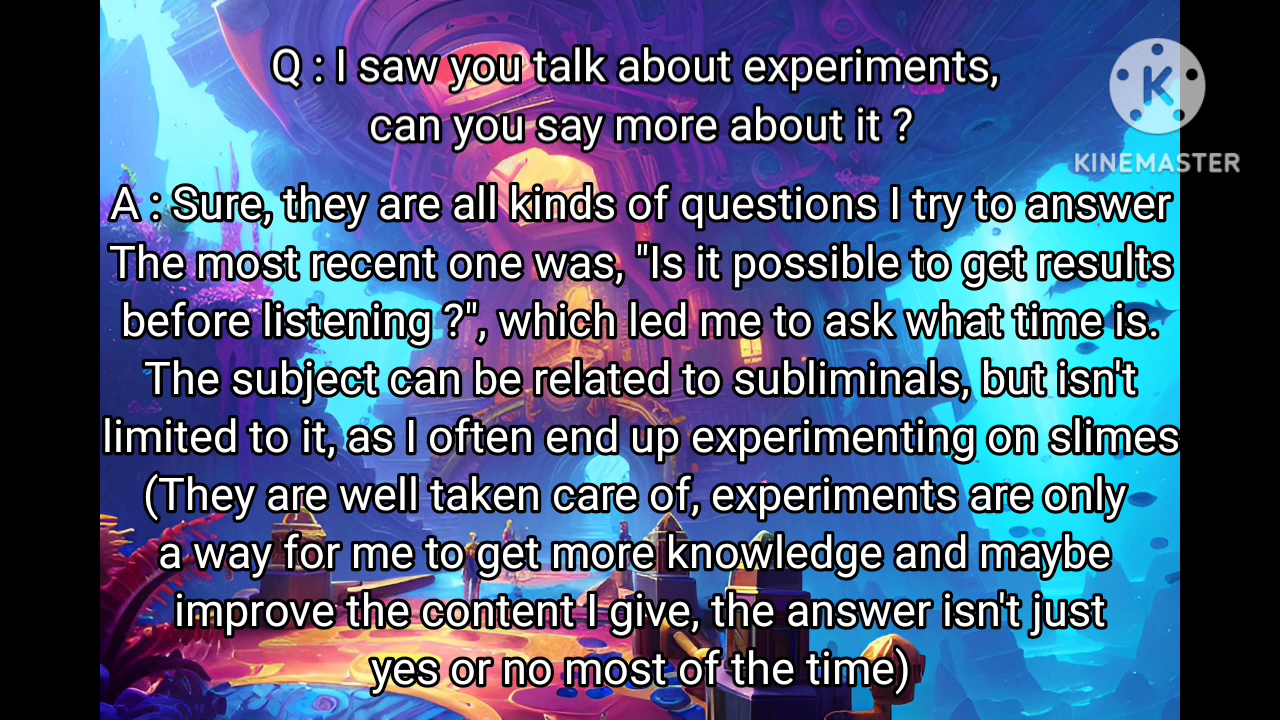 Q : I saw you talk about experiments,
can you say more about it ?
KINEMASTER
A : Sure, they are all kinds of questions I try to answer
The most recent one was, "Is it possible to get results
before listening ?", which led me to ask what time is.
The subject can be related to subliminals, but isn't
limited to it, as I often end up experimenting on slimes
(They are well taken care of, experiments are only
a way for me to get more knowledge and maybe
improve the content I give, the answer isn't just
yes or no most of the time)